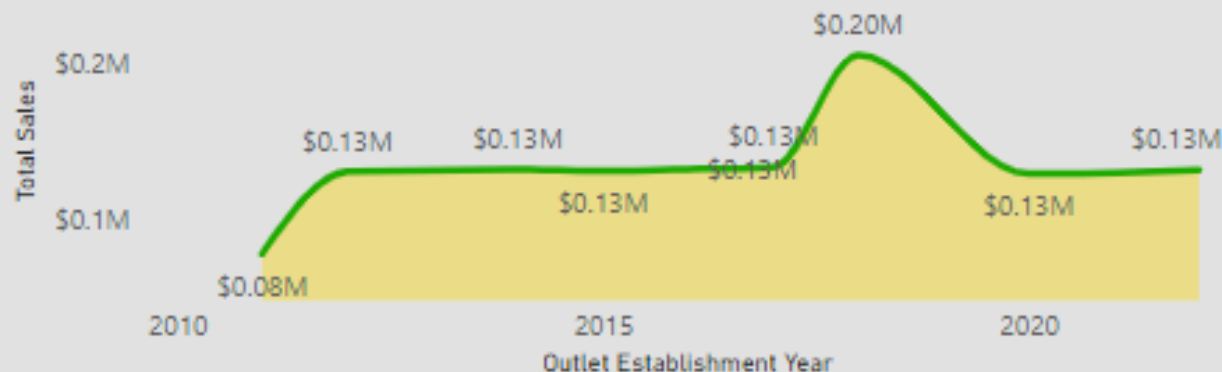 $0.20M
$0.2M
Total Sales
$0.13M
$0.13M
$0.13M
$0.13M
$0.13M
$0.13M
$0.13M
$0.1M
$0.08M
2010
2015
2020
Outlet Establishment Year